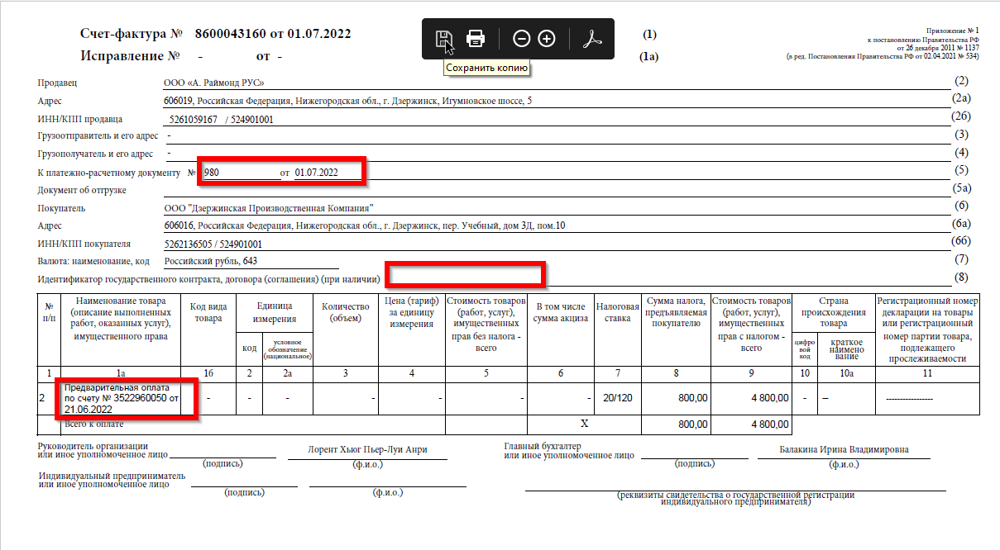 Счет-фактура № 8600043160 от 01.07.2022
(1)
Исправление № - от -
(1а)
Приложение № 1
к постановлению Правительства РФ
от 26 декабря 2011 № 1137
(в ред. Постановления Правительства РФ от 02.04.2021 № 534)
Сохранить копию
Продавец ООО «А. Раймонд РУС» (2)
Адрес 606019, Российская Федерация, Нижегородская обл., г. Дзержинск, Игумновское шоссе, 5 (2а)
ИНН/КПП продавца 5261059167 / 524901001 (2б)
Грузоотправитель и его адрес - (3)
Грузополучатель и его адрес - (4)
К платежно-расчетному документу № 980 от 01.07.2022 (5)
Документ об отгрузке (5а)
Покупатель ООО "Дзержинская Производственная Компания" (6)
Адрес 606016, Российская Федерация, Нижегородская обл., г. Дзержинск, пер. Учебный, дом 3Д, пом.10 (6а)
ИНН/КПП покупателя 5262136505 / 524901001 (6б)
Валюта: наименование, код Российский рубль, 643 (7)
Идентификатор государственного контракта, договора (соглашения) (при наличии) (8)
№
п/п
Наименование товара
(описание выполненных
работ, оказанных услуг),
имущественного права
Код вида
товара
Единица
измерения
код
условное
обозначение
(национальное)
Количество
(объем)
Цена (тариф)
за единицу
измерения
Стоимость товаров
(работ, услуг),
имущественных
прав без налога -
всего
В том числе
сумма акциза
Налоговая
ставка
Сумма налога,
предъявляемая
покупателю
Стоимость товаров
(работ, услуг),
имущественных
прав с налогом -
всего
Страна
происхождения
товара
цифро
вой
код
краткое
наимено
вание
Регистрационный номер
декларации на товары
или регистрационный
номер партии товара,
подлежащего
прослеживаемости
1 1а 1б 2 2а 3 4 5 6 7 8 9 10 10а 11
2
Предварительная оплата
по счету № 3522960050 от
21.06.2022
- - - - - - - 20/120 800,00 4 800,00 - – -----------------
Всего к оплате X 800,00 4 800,00
Руководитель организации
или иное уполномоченное лицо
Лорент Хьюг Пьер-Луи Анри
(подпись) (ф.и.о.)
Главный бухгалтер
или иное уполномоченное лицо
Балакина Ирина Владимировна
(подпись) (ф.и.о.)
Индивидуальный предприниматель
или иное уполномоченное лицо
(подпись) (ф.и.о.)
(реквизиты свидетельства о государственной регистрации
индивидуального предпринимателя)